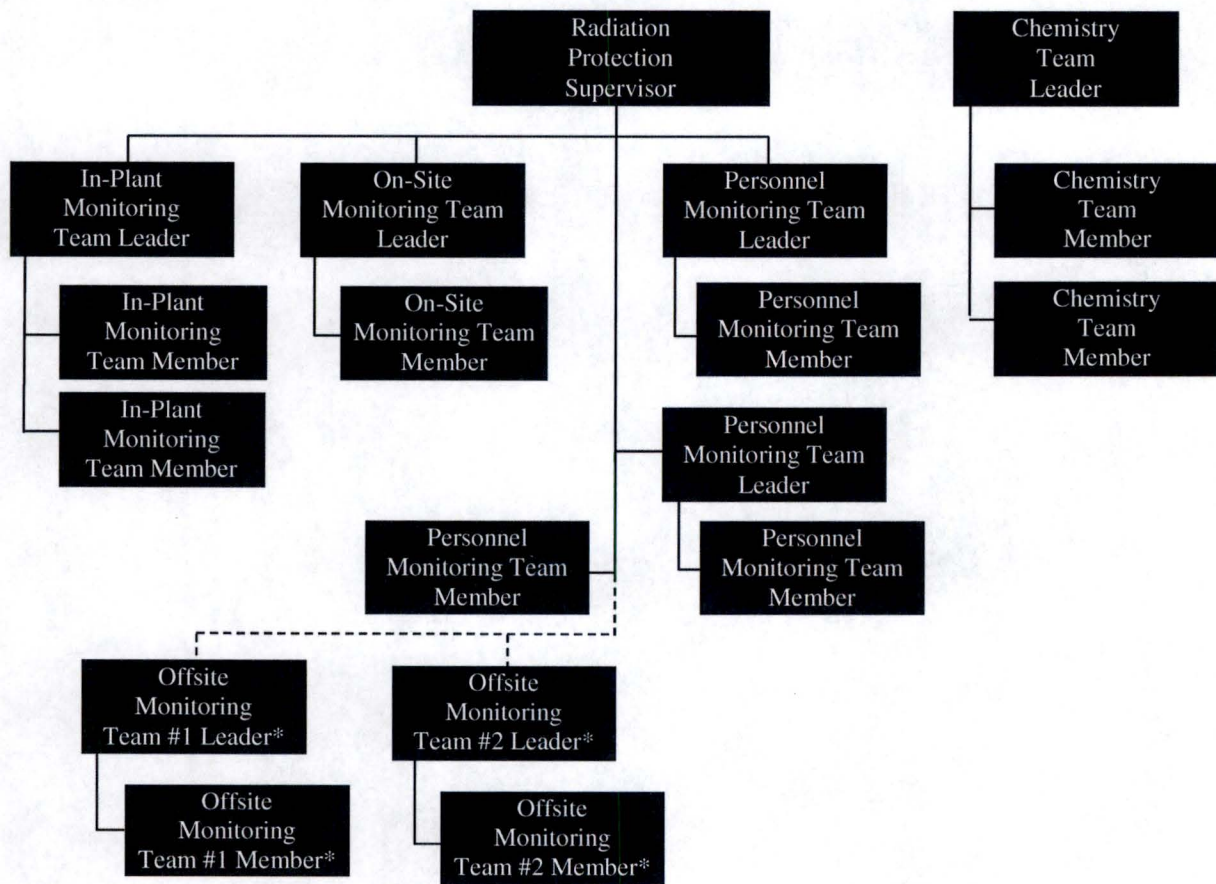 Radiation
Protection
Supervisor
Chemistry
Team
Leader
In-Plant
Monitoring
Team Leader
On-Site
Monitoring Team
Leader
Personnel
Monitoring Team
Leader
Chemistry
Team
Member
In-Plant
Monitoring
Team Member
On-Site
Monitoring Team
Member
Personnel
Monitoring Team
Member
Chemistry
Team
Member
In-Plant
Monitoring
Team Member
Personnel
Monitoring Team
Leader
Personnel
Monitoring Team
Member
Personnel
Monitoring Team
Member
Offsite
Monitoring
Team #1 Leader*
Offsite
Monitoring
Team #2 Leader*
Offsite
Monitoring
Team #1 Member*
Offsite
Monitoring
Team #2 Member*